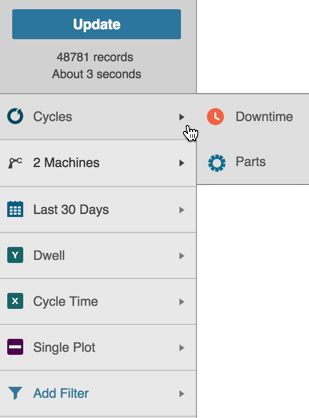 Update
48781 records
About 3 seconds
Cycles
Downtime
Parts
2 Machines
Last 30 Days
Y
Dwell
X
Cycle Time
Single Plot
Add Filter